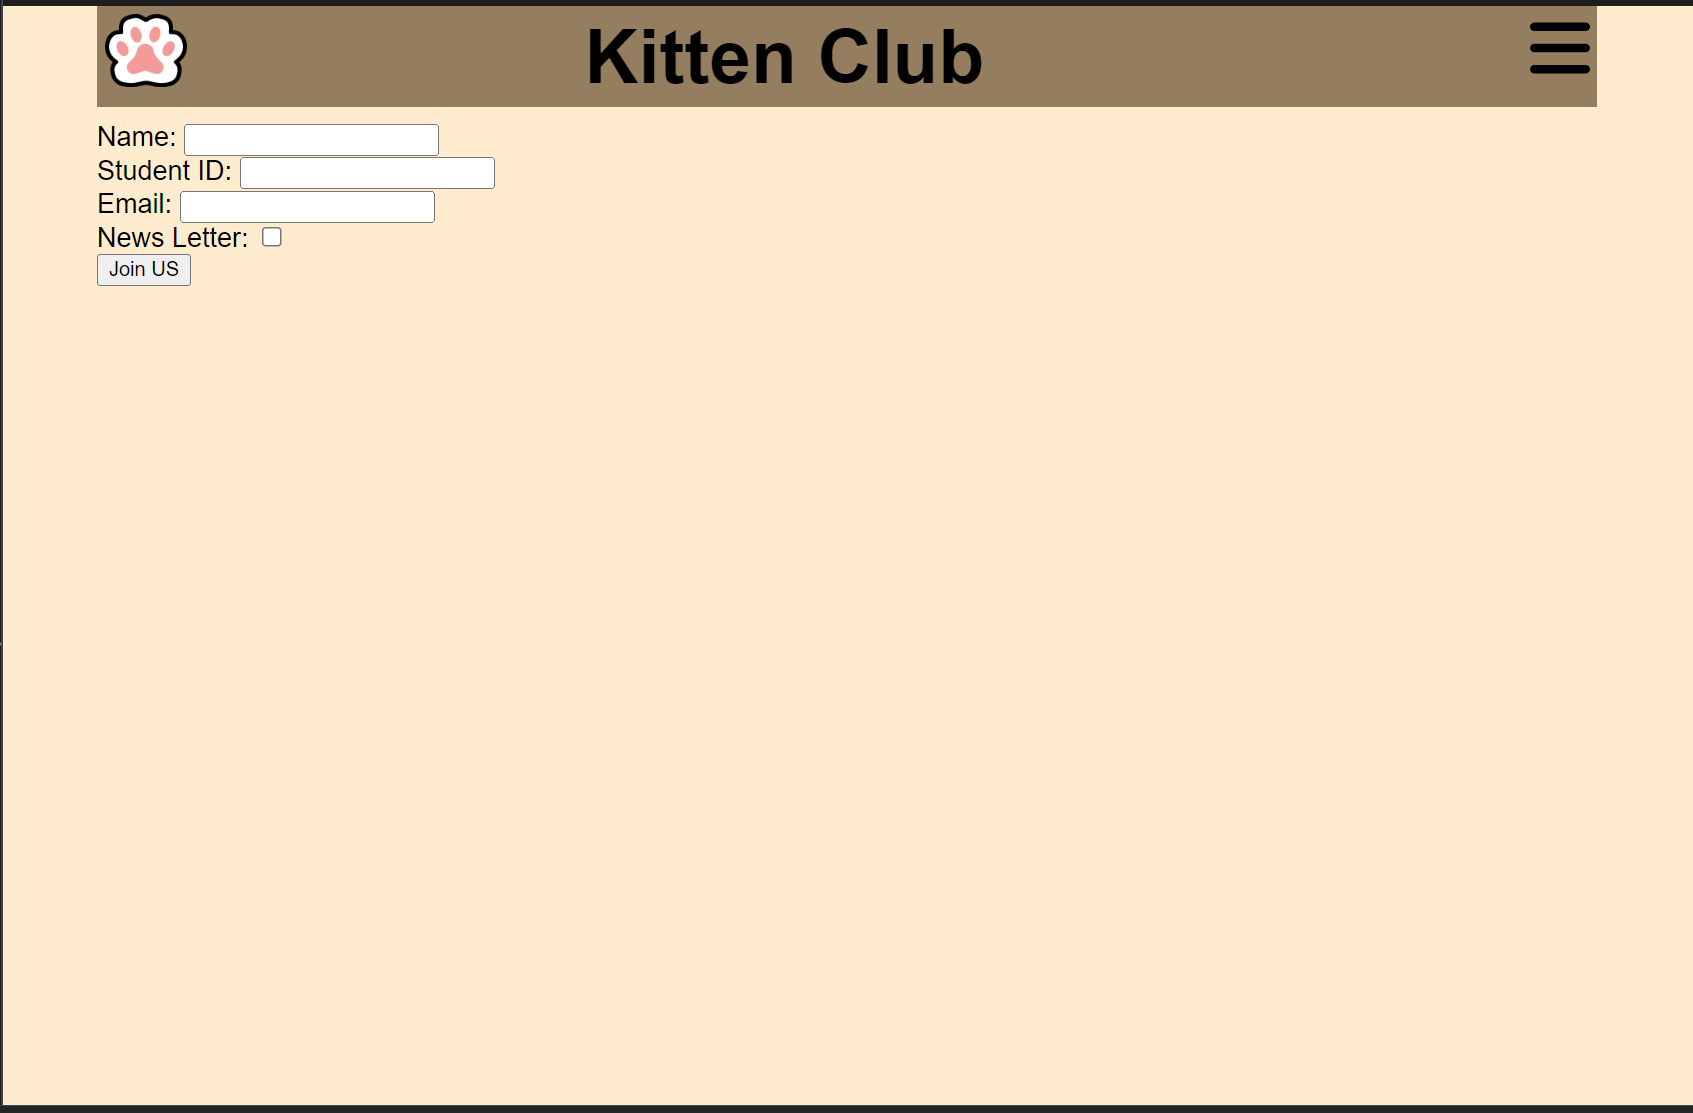 Kitten Club
Name:
Student ID:
Email:
News Letter:
Join US